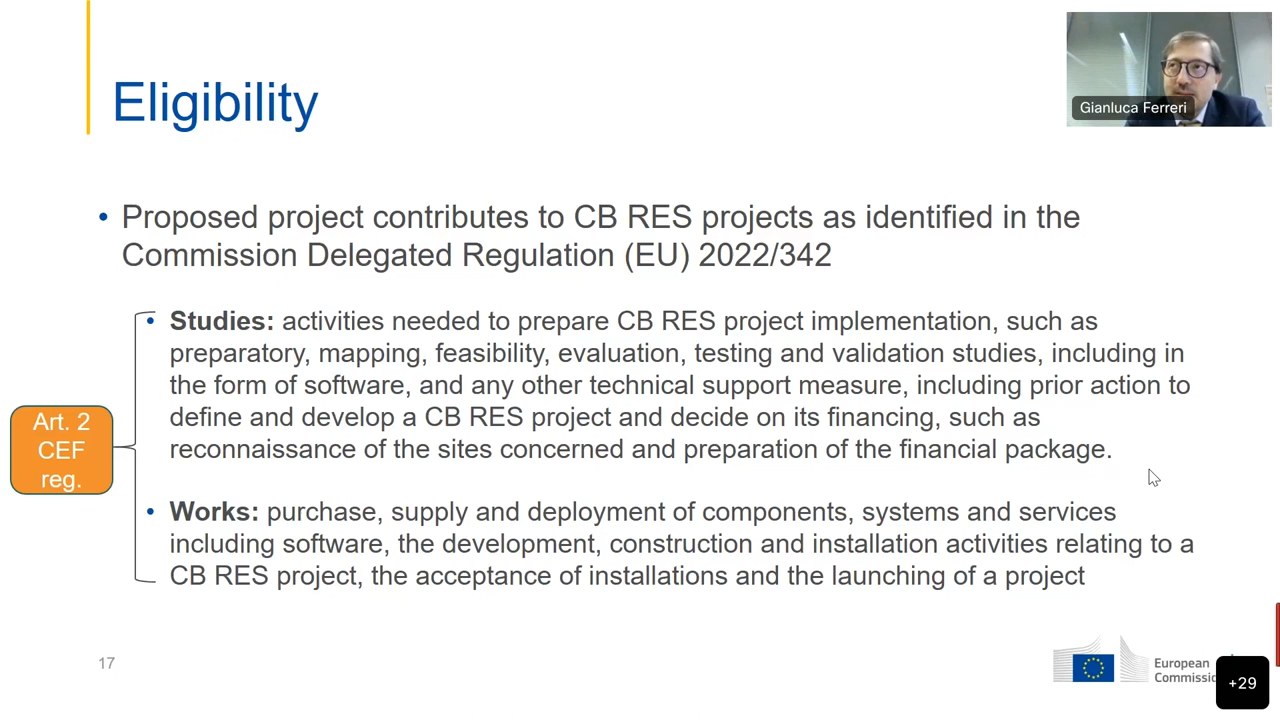 Eligibility
Gianluca Ferreri
• Proposed project contributes to CB RES projects as identified in the
Commission Delegated Regulation (EU) 2022/342
• Studies: activities needed to prepare CB RES project implementation, such as
preparatory, mapping, feasibility, evaluation, testing and validation studies, including in
the form of software, and any other technical support measure, including prior action to
define and develop a CB RES project and decide on its financing, such as
reconnaissance of the sites concerned and preparation of the financial package.
Art. 2
CEF
reg.
• Works: purchase, supply and deployment of components, systems and services
including software, the development, construction and installation activities relating to a
CB RES project, the acceptance of installations and the launching of a project
17
European
Commissi
+29